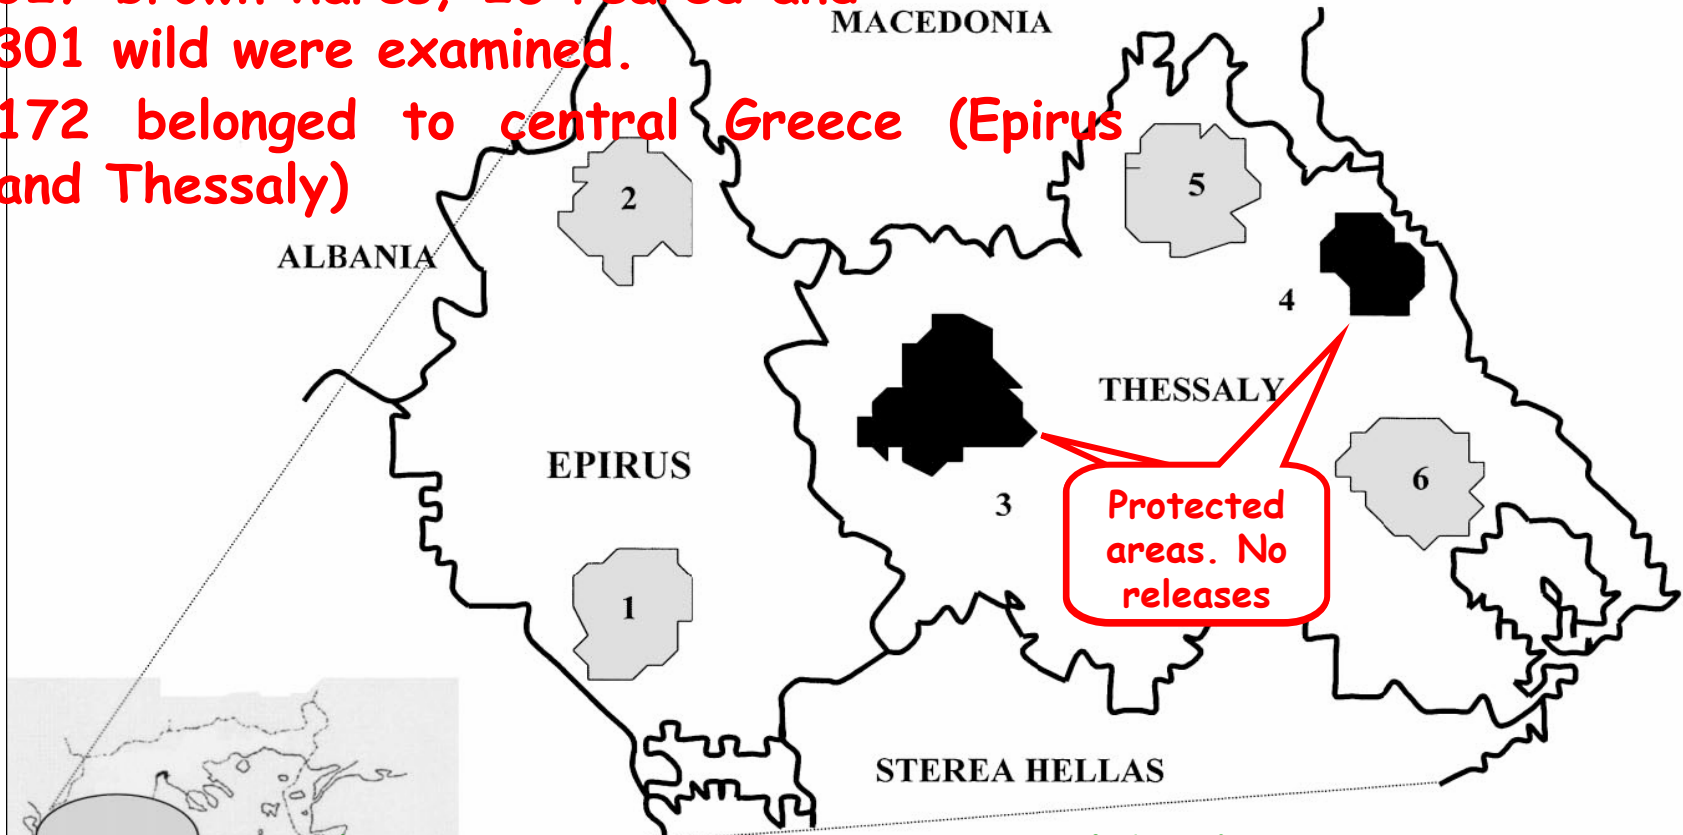 301 wild were examined.
172 belonged to central Greece (Epirus
and Thessaly)
MACEDONIA
ALBANIA
2
5
4
THESSALY
EPIRUS
3
6
1
Protected
areas. No
releases
STEREA HELLAS